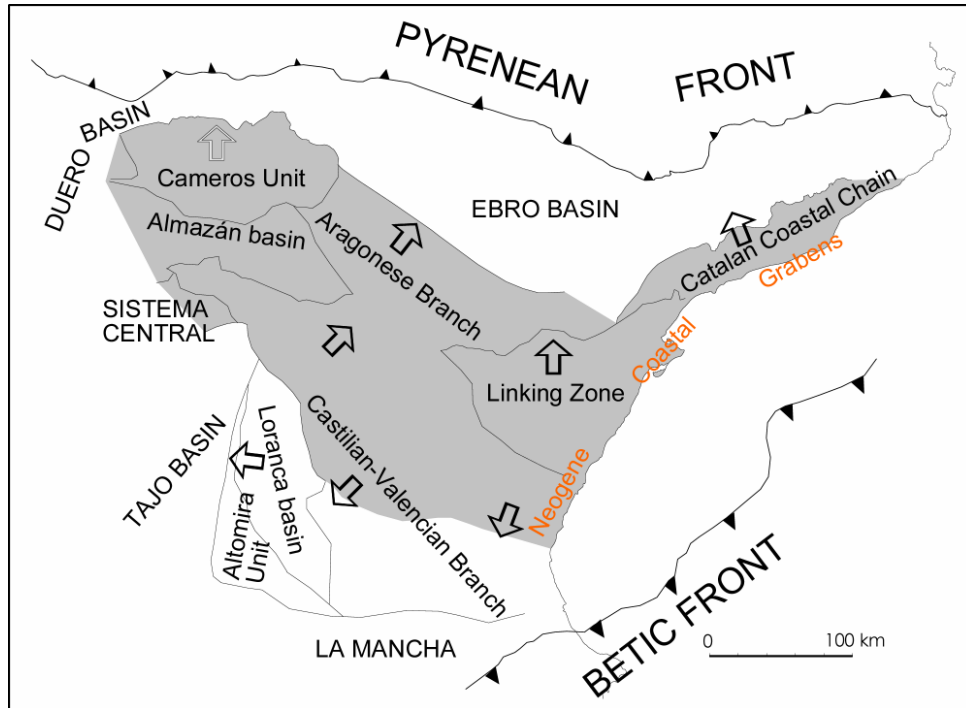 PYRENEAN FRONT
DUERO BASIN
Cameros Unit
EBRO BASIN
Almazán basin
Aragonese Branch
Catalan Coastal Chain
Neogene Coastal Grabens
SISTEMA
CENTRAL
Linking Zone
Castilian-Valencian Branch
TAJO BASIN
Loranca basin
Altomira
Unit
LA MANCHA
BETIC FRONT
0 100 km